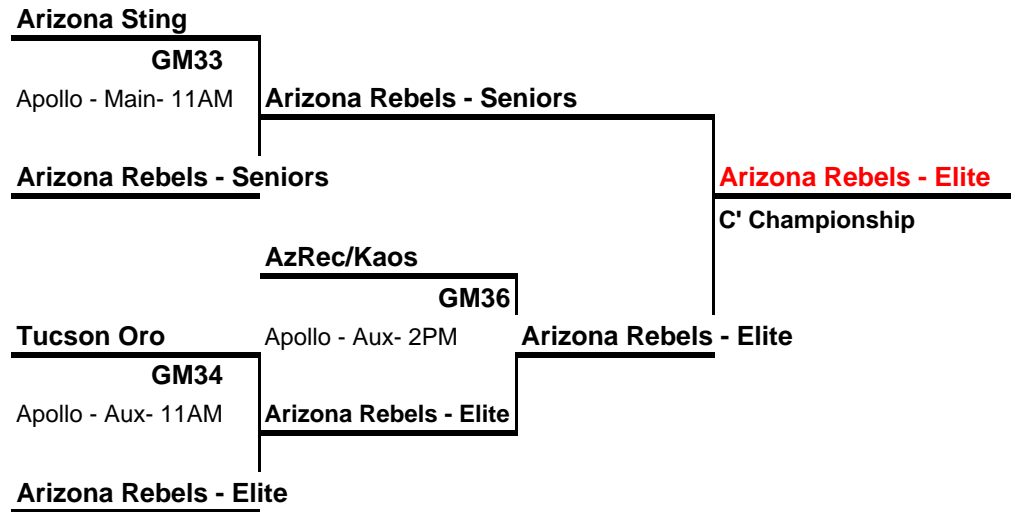 Arizona Sting
GM33
Apollo - Main- 11AM
Arizona Rebels - Seniors
Arizona Rebels - Seniors
Arizona Rebels - Elite
C' Championship
AzRec/Kaos
GM36
Tucson Oro
Apollo - Aux- 2PM
Arizona Rebels - Elite
GM34
Apollo - Aux- 11AM
Arizona Rebels - Elite
Arizona Rebels - Elite